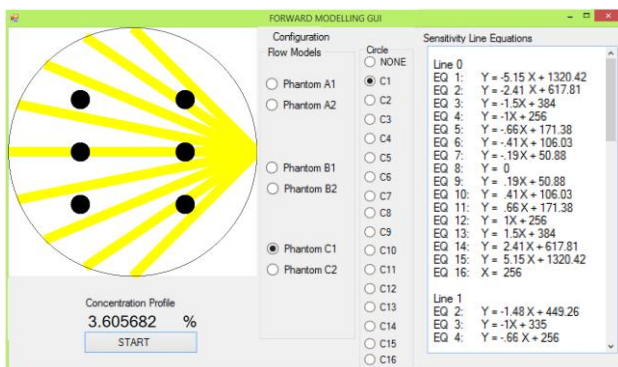 FORWARD MODELLING GUI
Configuration
Flow Models
Phantom A1
Phantom A2
Phantom B1
Phantom B2
Phantom C1
Phantom C2
Circle
NONE
C1
C2
C3
C4
C5
C6
C7
C8
C9
C10
C11
C12
C13
C14
C15
C16
Sensitivity Line Equations
Line 0
EQ 1: Y = -5.15 X + 1320.42
EQ 2: Y = -2.41 X + 617.81
EQ 3: Y = -1.5X + 384
EQ 4: Y = -1X + 256
EQ 5: Y = -.66 X + 171.38
EQ 6: Y = -.41 X + 106.03
EQ 7: Y = -.19X + 50.88
EQ 8: Y = 0
EQ 9: Y = .19X + 50.88
EQ 10: Y = .41X + 106.03
EQ 11: Y = .66 X + 171.38
EQ 12: Y = 1X + 256
EQ 13: Y = 1.5X + 384
EQ 14: Y = 2.41 X + 617.81
EQ 15: Y = 5.15 X + 1320.42
EQ 16: X = 256
Line 1
EQ 2: Y = -1.48 X + 449.26
EQ 3: Y = -1X + 335
EQ 4: Y = -.66 X + 256
Concentration Profile
3.605682 %
START